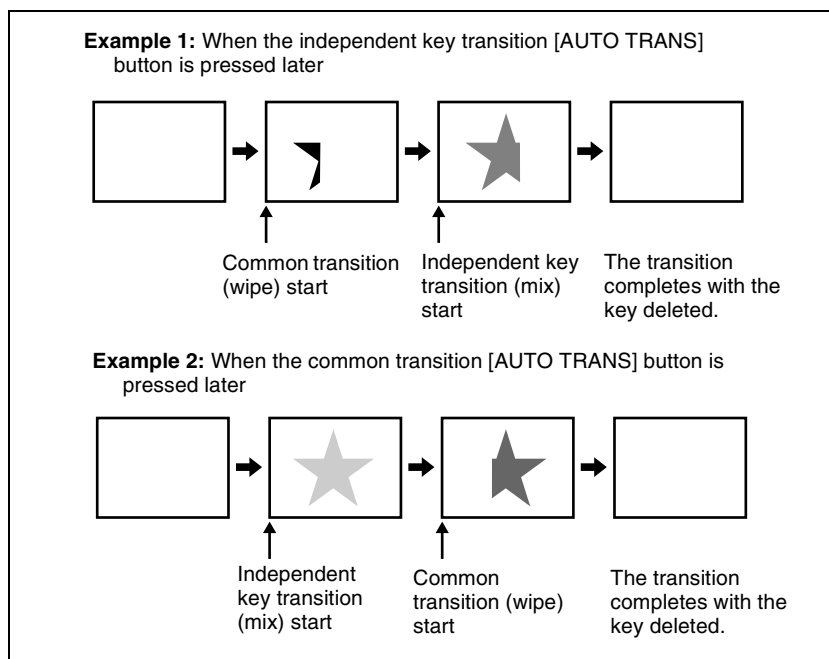 Example 1: When the independent key transition [AUTO TRANS]
button is pressed later
Common transition
(wipe) start
Independent key
transition (mix)
start
The transition
completes with the
key deleted.
Example 2: When the common transition [AUTO TRANS] button is
pressed later
Independent
key transition
(mix) start
Common
transition (wipe)
start
The transition
completes with the
key deleted.